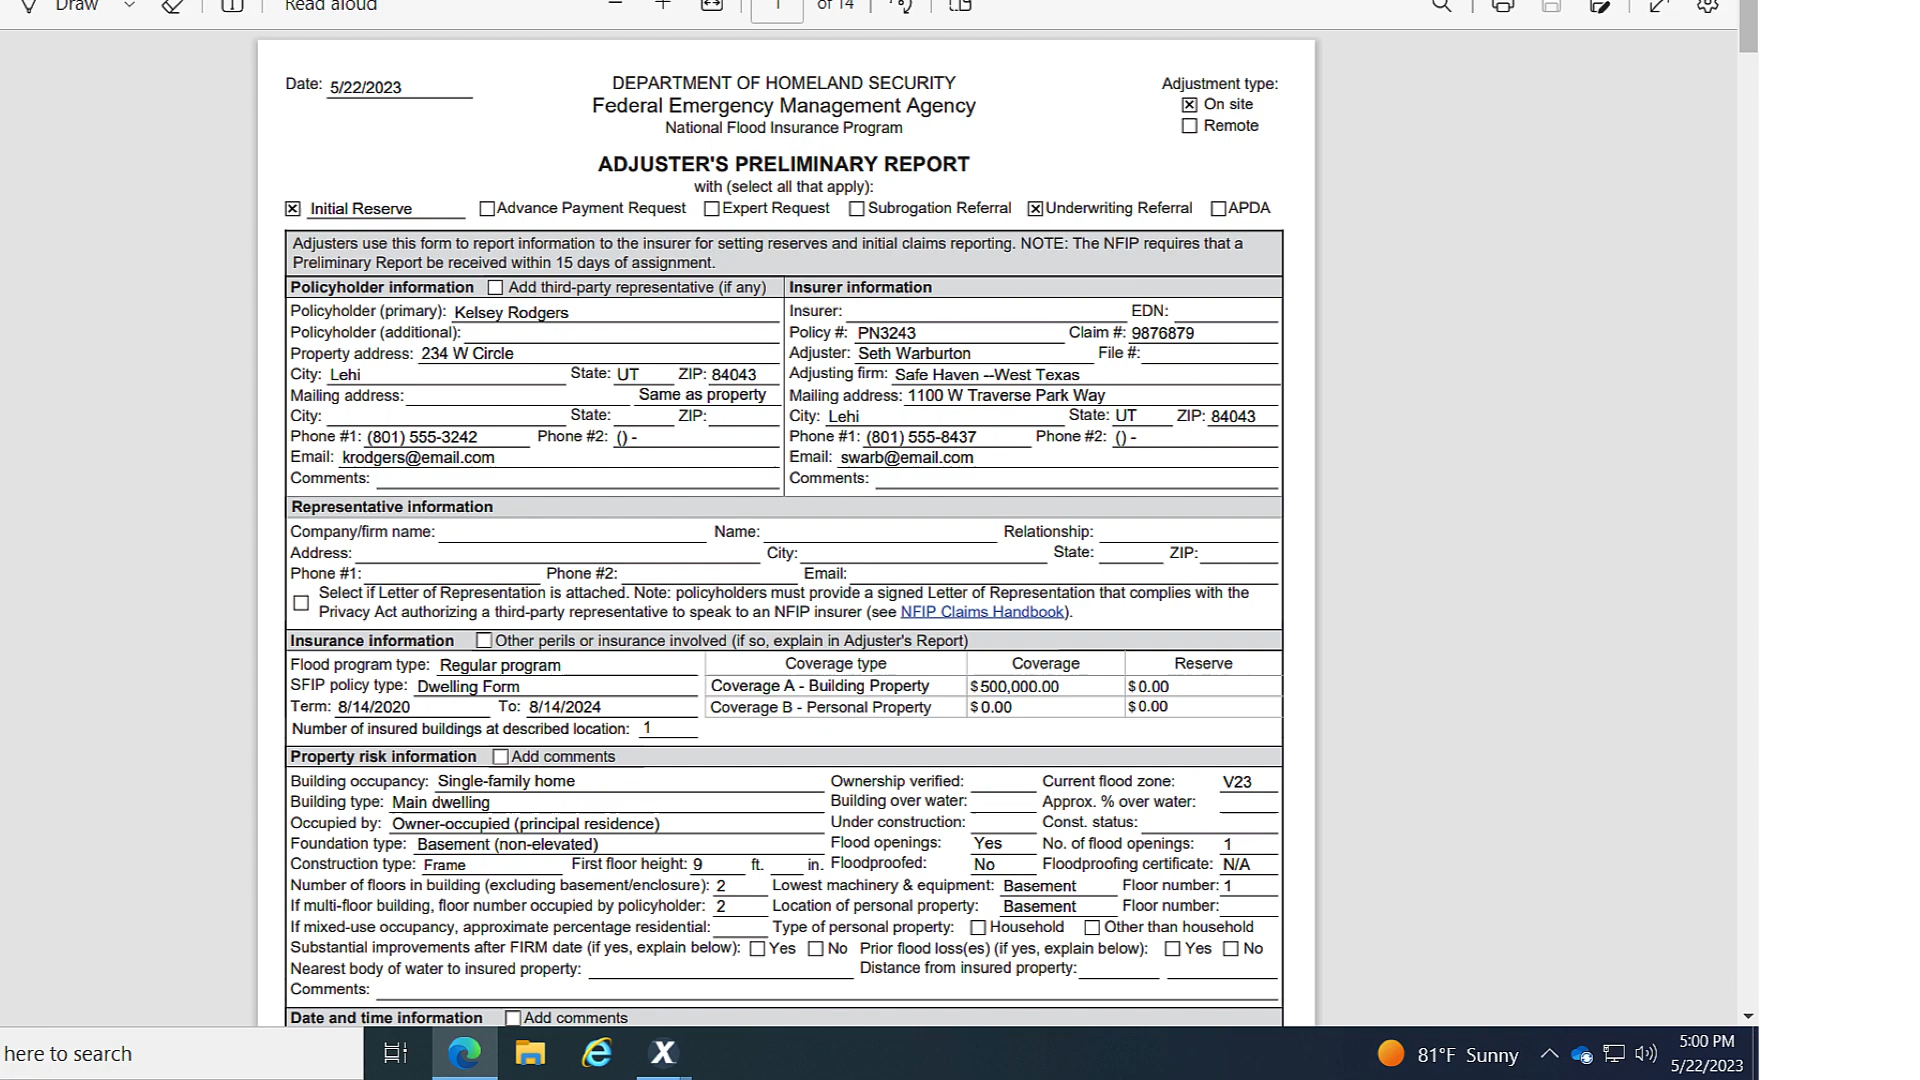 Draw Read aloud 1 of 14
Date: 5/22/2023
DEPARTMENT OF HOMELAND SECURITY
Federal Emergency Management Agency
National Flood Insurance Program
Adjustment type:
On site
Remote
ADJUSTER'S PRELIMINARY REPORT
with (select all that apply):
Initial Reserve Advance Payment Request Expert Request Subrogation Referral Underwriting Referral APDA
Adjusters use this form to report information to the insurer for setting reserves and initial claims reporting. NOTE: The NFIP requires that a
Preliminary Report be received within 15 days of assignment.
Policyholder information Add third-party representative (if any)
Policyholder (primary): Kelsey Rodgers
Policyholder (additional):
Property address: 234 W Circle
City: Lehi State: UT ZIP: 84043
Mailing address: Same as property
City: State: ZIP:
Phone #1: (801) 555-3242 Phone #2: () -
Email: krodgers@email.com
Comments:
Insurer information
Insurer: EDN:
Policy #: PN3243 Claim #: 9876879
Adjuster: Seth Warburton File #:
Adjusting firm: Safe Haven --West Texas
Mailing address: 1100 W Traverse Park Way
City: Lehi State: UT ZIP: 84043
Phone #1: (801) 555-8437 Phone #2: () -
Email: swarb@email.com
Comments:
Representative information
Company/firm name: Name: Relationship:
Address: City: State: ZIP:
Phone #1: Phone #2: Email:
Select if Letter of Representation is attached. Note: policyholders must provide a signed Letter of Representation that complies with the
Privacy Act authorizing a third-party representative to speak to an NFIP insurer (see NFIP Claims Handbook).
Insurance information Other perils or insurance involved (if so, explain in Adjuster's Report)
Flood program type: Regular program
SFIP policy type: Dwelling Form
Term: 8/14/2020 To: 8/14/2024
Number of insured buildings at described location: 1
Coverage type Coverage Reserve
Coverage A - Building Property $500,000.00 $0.00
Coverage B - Personal Property $0.00 $0.00
Property risk information Add comments
Building occupancy: Single-family home Ownership verified: Current flood zone: V23
Building type: Main dwelling Building over water: Approx. % over water:
Occupied by: Owner-occupied (principal residence) Under construction: Const. status:
Foundation type: Basement (non-elevated) Flood openings: Yes No. of flood openings: 1
Construction type: Frame First floor height: 9 ft. in. Floodproofed: No Floodproofing certificate: N/A
Number of floors in building (excluding basement/enclosure): 2 Lowest machinery & equipment: Basement Floor number: 1
If multi-floor building, floor number occupied by policyholder: 2 Location of personal property: Basement Floor number:
If mixed-use occupancy, approximate percentage residential: Type of personal property: Household Other than household
Substantial improvements after FIRM date (if yes, explain below): Yes No Prior flood loss(es) (if yes, explain below): Yes No
Nearest body of water to insured property: Distance from insured property:
Comments:
Date and time information Add comments
here to search
81°F Sunny
5:00 PM
5/22/2023